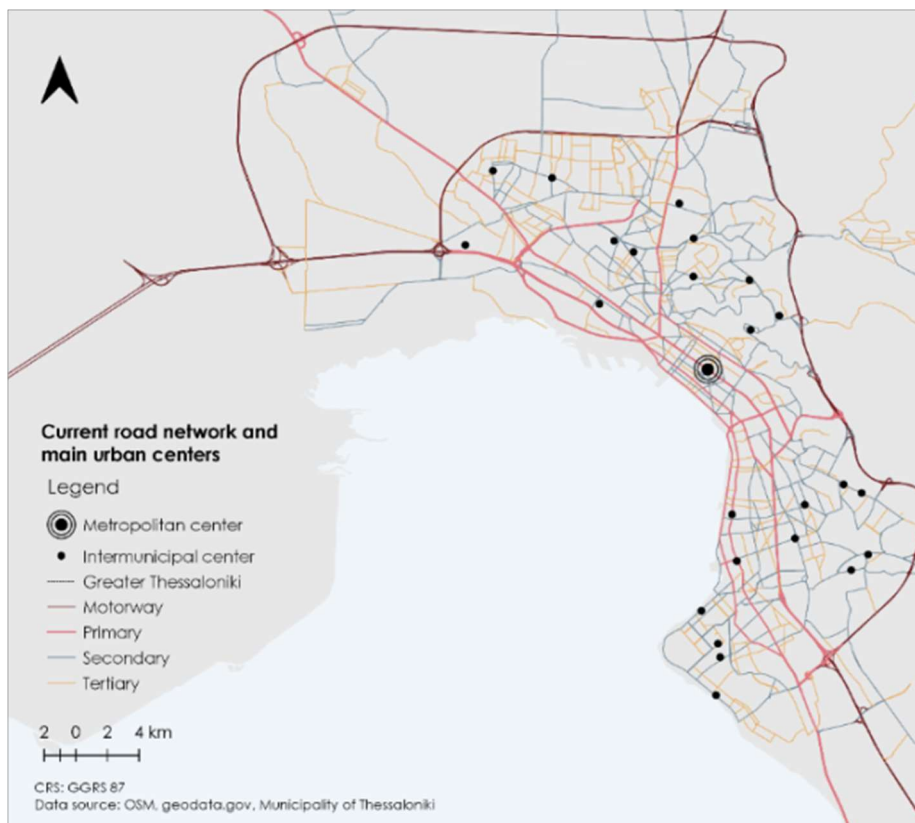 Current road network and
main urban centers
Legend
Metropolitan center
Intermunicipal center
Greater Thessaloniki
Motorway
Primary
Secondary
Tertiary
2 0 2 4 km
CRS: GGRS 87
Data source: OSM, geodata.gov, Municipality of Thessaloniki